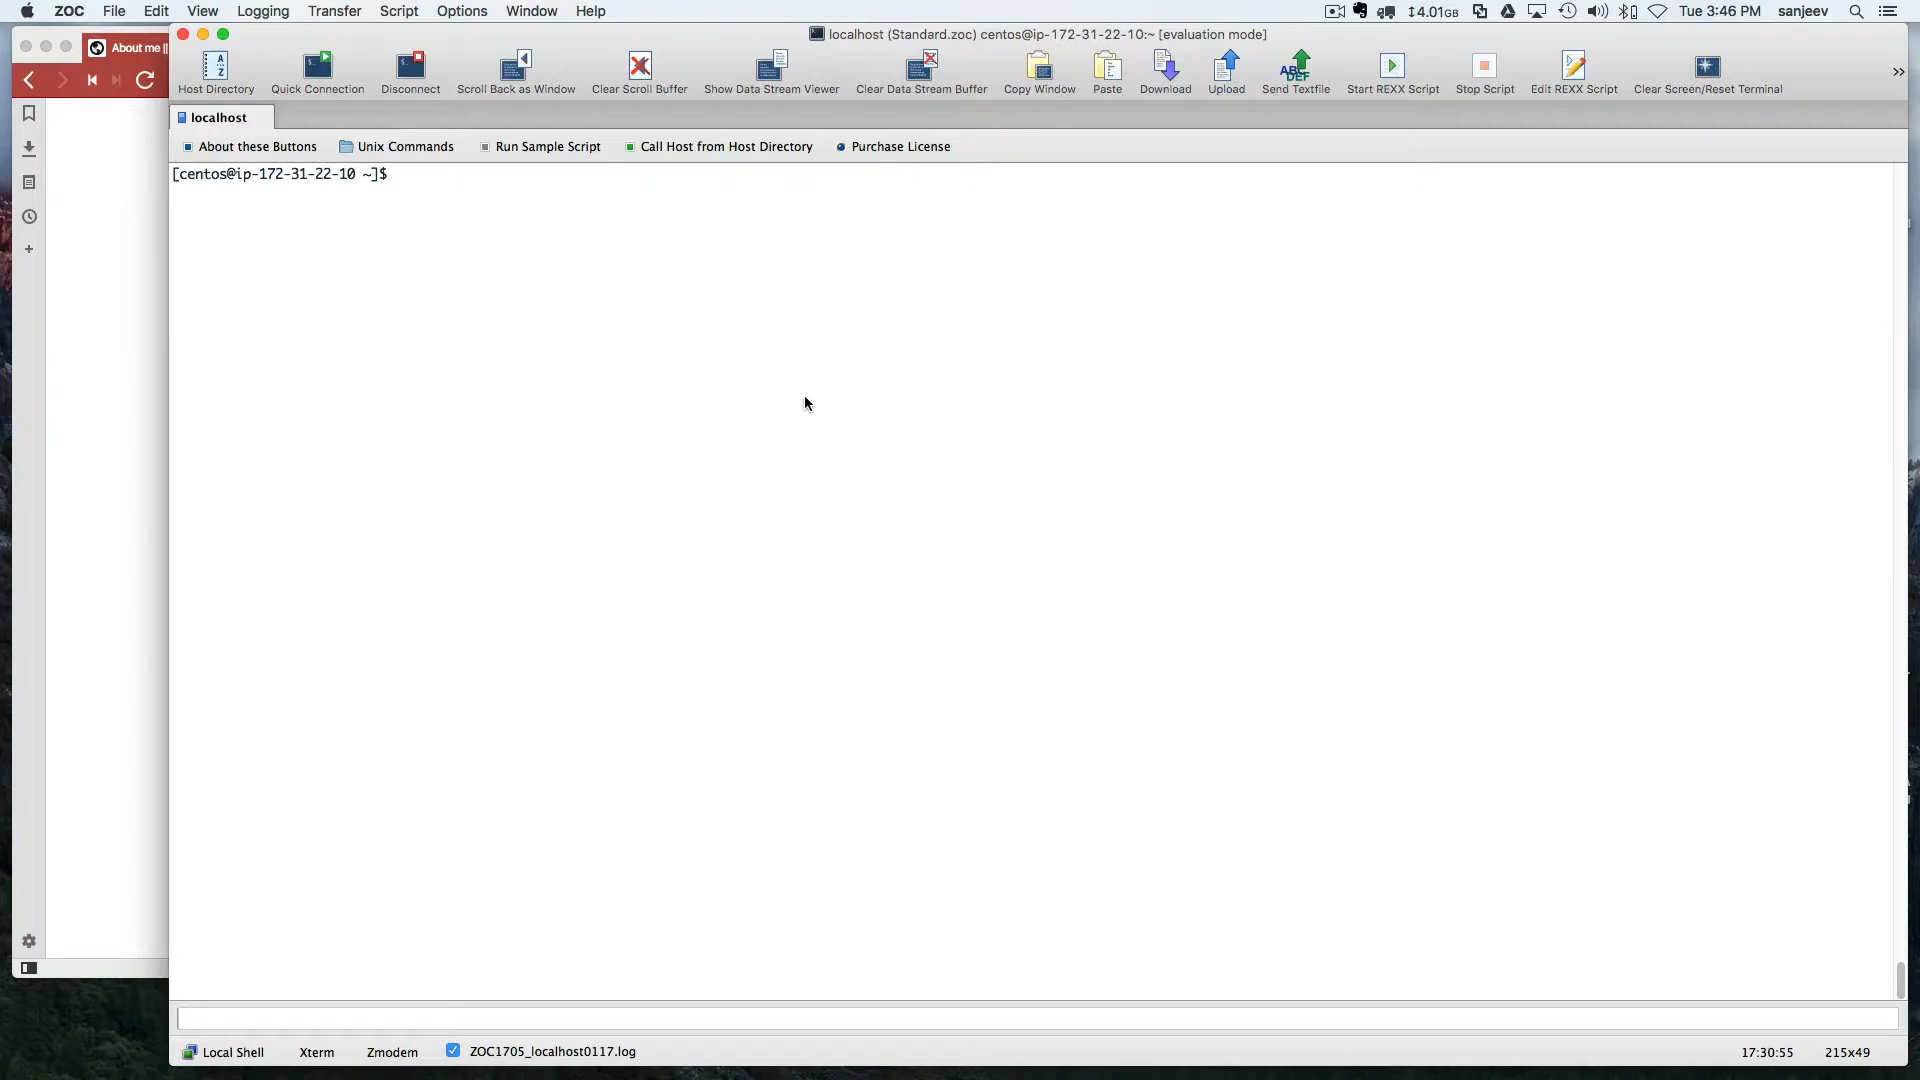 ZOC File Edit View Logging Transfer Script Options Window Help
4.01GB Tue 3:46 PM sanjeev
About me ||
localhost (Standard.zoc) centos@ip-172-31-22-10:~ [evaluation mode]
Host Directory Quick Connection Disconnect Scroll Back as Window Clear Scroll Buffer Show Data Stream Viewer Clear Data Stream Buffer Copy Window Paste Download Upload Send Textfile Start REXX Script Stop Script Edit REXX Script Clear Screen/Reset Terminal
localhost
About these Buttons Unix Commands Run Sample Script Call Host from Host Directory Purchase License
[centos@ip-172-31-22-10 ~]$
Local Shell Xterm Zmodem ZOC1705_localhost0117.log 17:30:55 215x49